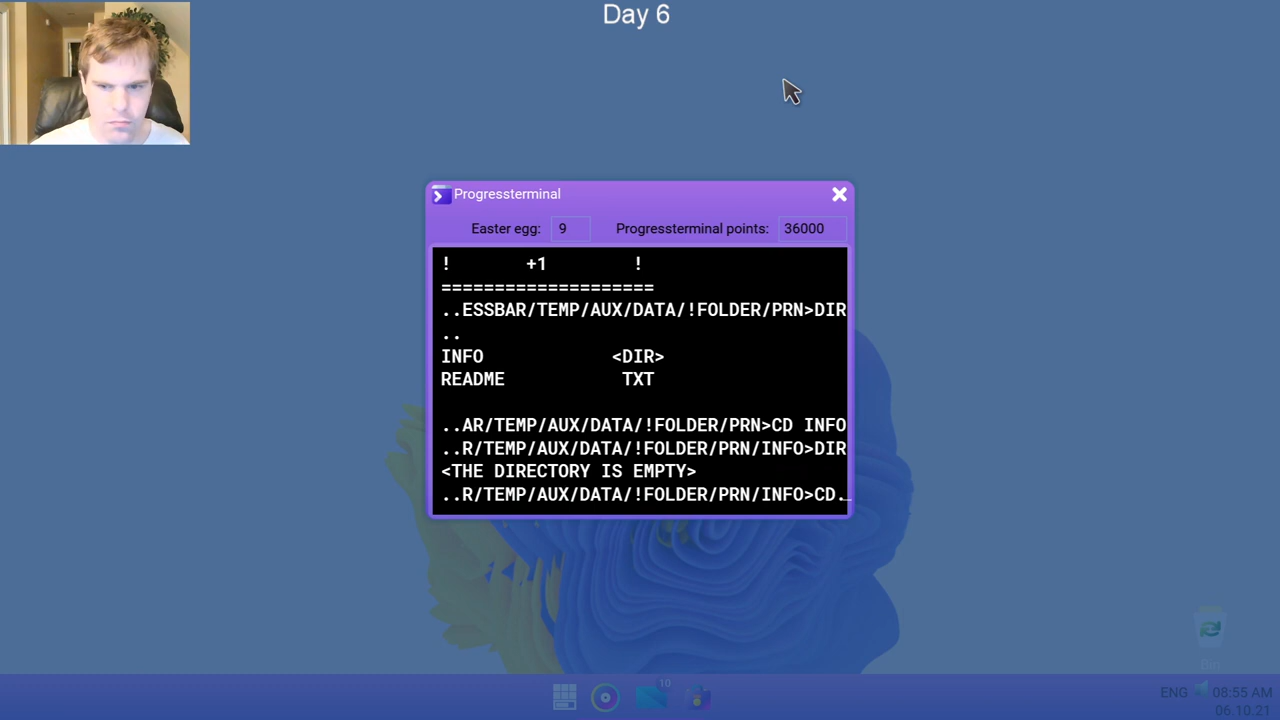 Day 6
Progressterminal
Easter egg: 9 Progressterminal points: 36000
! +1 !
====================
..ESSBAR/TEMP/AUX/DATA/!FOLDER/PRN>DIR
..
INFO <DIR>
README TXT
..AR/TEMP/AUX/DATA/!FOLDER/PRN>CD INFO
..R/TEMP/AUX/DATA/!FOLDER/PRN/INFO>DIR
<THE DIRECTORY IS EMPTY>
..R/TEMP/AUX/DATA/!FOLDER/PRN/INFO>CD._
Bin
10
ENG 08:55 AM
06.10.21